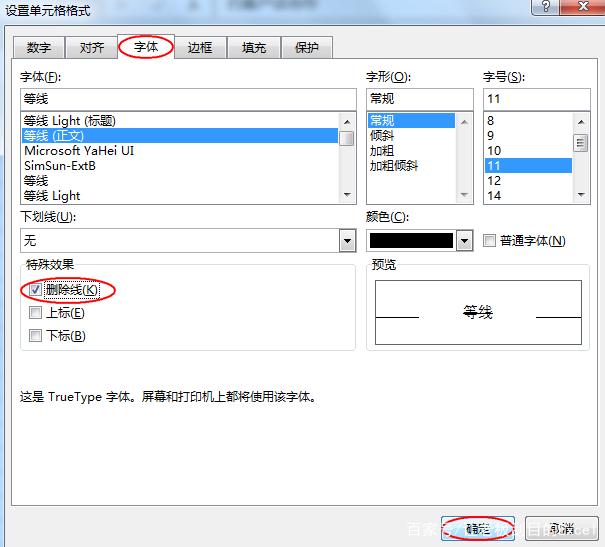 设置单元格格式
数字 对齐 字体 边框 填充 保护
字体(F): 字形(O): 字号(S):
等线 常规 11
等线 Light (标题) 常规 8
等线 (正文) 倾斜 9
Microsoft YaHei UI 加粗 10
SimSun-ExtB 加粗倾斜 11
等线 12
等线 Light 14
下划线(U): 颜色(C):
无 普通字体(N)
特殊效果 预览
删除线(K)
上标(E) 等线
下标(B)
这是 TrueType 字体。屏幕和打印机上都将使用该字体。
确定 取消
百家号